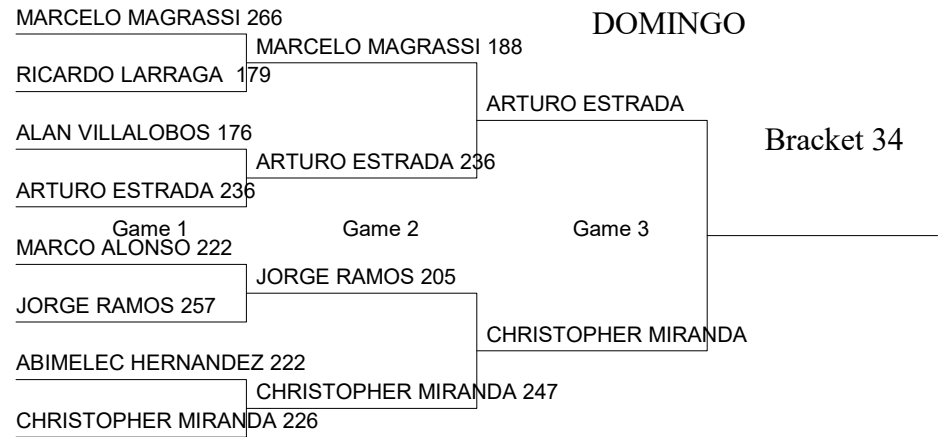 MARCELO MAGRASSI 266
DOMINGO
MARCELO MAGRASSI 188
RICARDO LARRAGA 179
ARTURO ESTRADA
ALAN VILLALOBOS 176
Bracket 34
ARTURO ESTRADA 236
ARTURO ESTRADA 236
Game 1
Game 2
Game 3
MARCO ALONSO 222
JORGE RAMOS 205
JORGE RAMOS 257
CHRISTOPHER MIRANDA
ABIMELEC HERNANDEZ 222
CHRISTOPHER MIRANDA 247
CHRISTOPHER MIRANDA 226